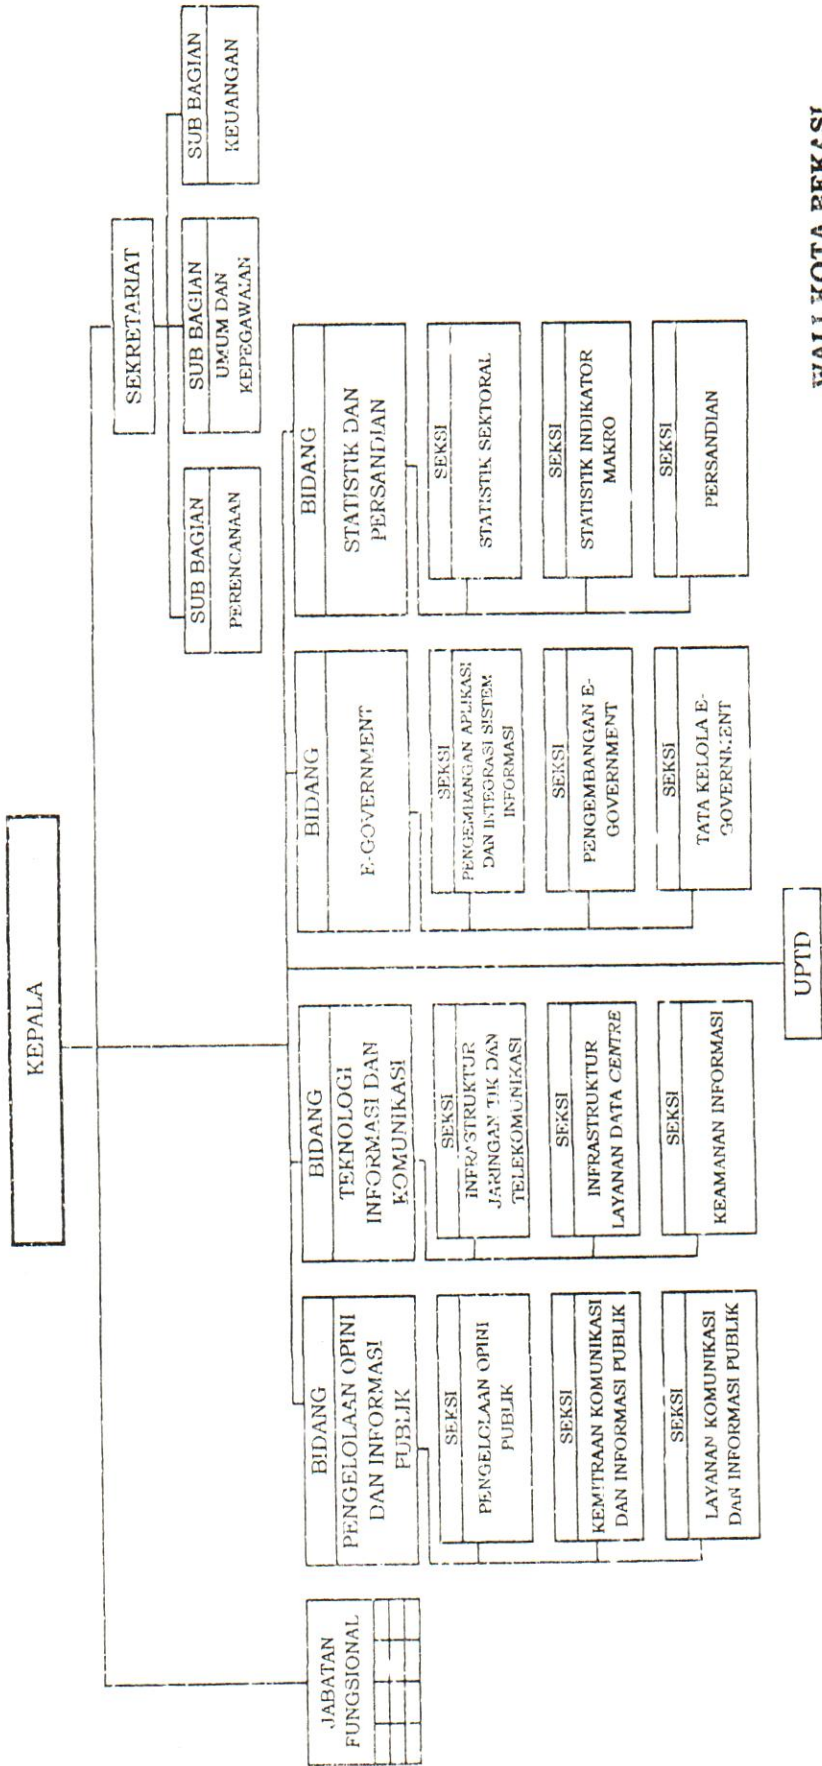 KEPALA
SEKRETARIAT
SUB BAGIAN
PERENCANAAN
SUB BAGIAN
UMUM DAN
KEPEGAWAIAN
SUB BAGIAN
KEUANGAN
JABATAN
FUNGSIONAL
BIDANG
PENGELOLAAN OPINI
DAN INFORMASI
PUBLIK
SEKSI
PENGELOLAAN OPINI
PUBLIK
SEKSI
KEMITRAAN KOMUNIKASI
DAN INFORMASI PUBLIK
SEKSI
LAYANAN KOMUNIKASI
DAN INFORMASI PUBLIK
BIDANG
TEKNOLOGI
INFORMASI DAN
KOMUNIKASI
SEKSI
INFRASTRUKTUR
JARINGAN TIK DAN
TELEKOMUNIKASI
SEKSI
INFRASTRUKTUR
LAYANAN DATA CENTRE
SEKSI
KEAMANAN INFORMASI
BIDANG
E-GOVERNMENT
SEKSI
PENGEMBANGAN APLIKASI
DAN INTEGRASI SISTEM
INFORMASI
SEKSI
PENGEMBANGAN E-
GOVERNMENT
SEKSI
TATA KELOLA E-
GOVERNMENT
BIDANG
STATISTIK DAN
PERSANDIAN
SEKSI
STATISTIK SEKTORAL
SEKSI
STATISTIK INDIKATOR
MAKRO
SEKSI
PERSANDIAN
UPTD
WALI KOTA BEKASI